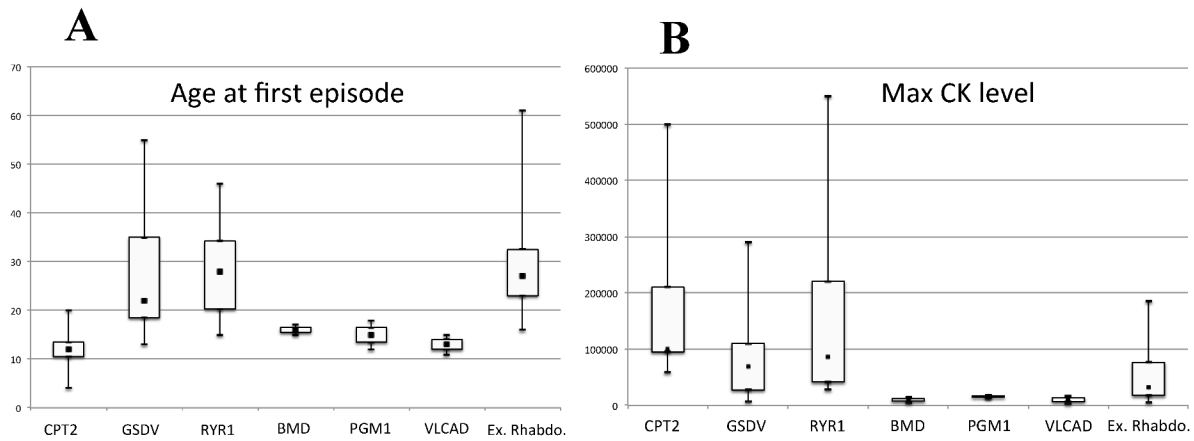 A
Age at first episode
70
60
50
40
30
20
10
0
CPT2 GSDV RYR1 BMD PGM1 VLCAD Ex. Rhabdo.
B
Max CK level
600000
500000
400000
300000
200000
100000
0
CPT2 GSDV RYR1 BMD PGM1 VLCAD Ex. Rhabdo.